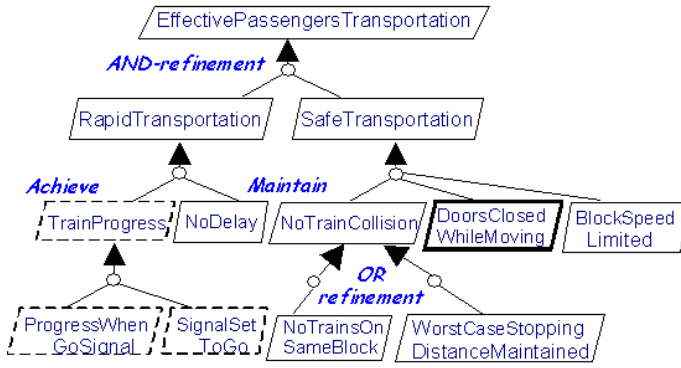 EffectivePassengersTransportation
AND-refinement
RapidTransportation
SafeTransportation
Achieve
Maintain
TrainProgress
NoDelay
NoTrainCollision
DoorsClosed
WhileMoving
BlockSpeed
Limited
OR
refinement
ProgressWhen
GoSignal
SignalSet
ToGo
NoTrainsOn
SameBlock
WorstCaseStopping
DistanceMaintained